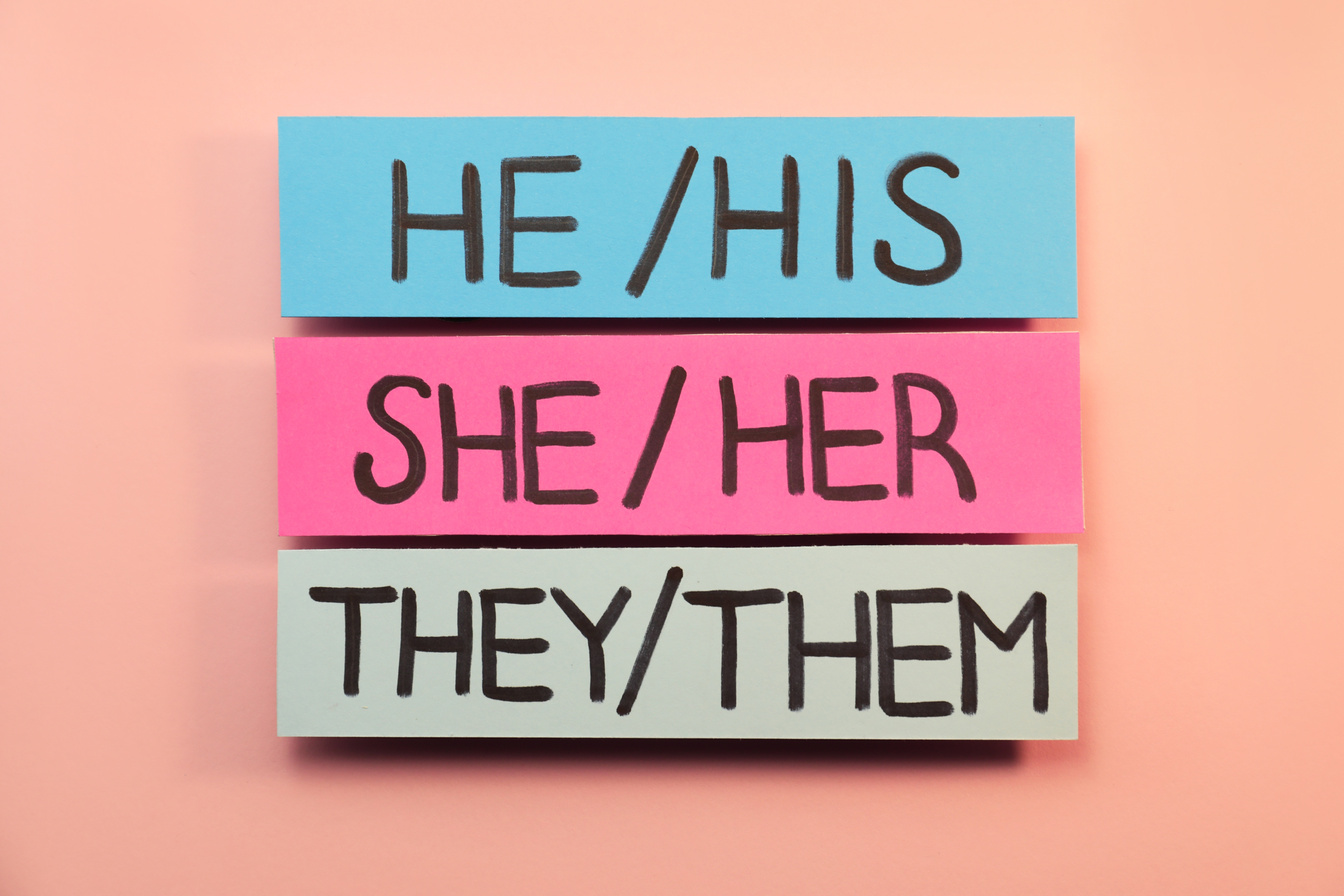 HE / HIS
SHE / HER
THEY/THEM